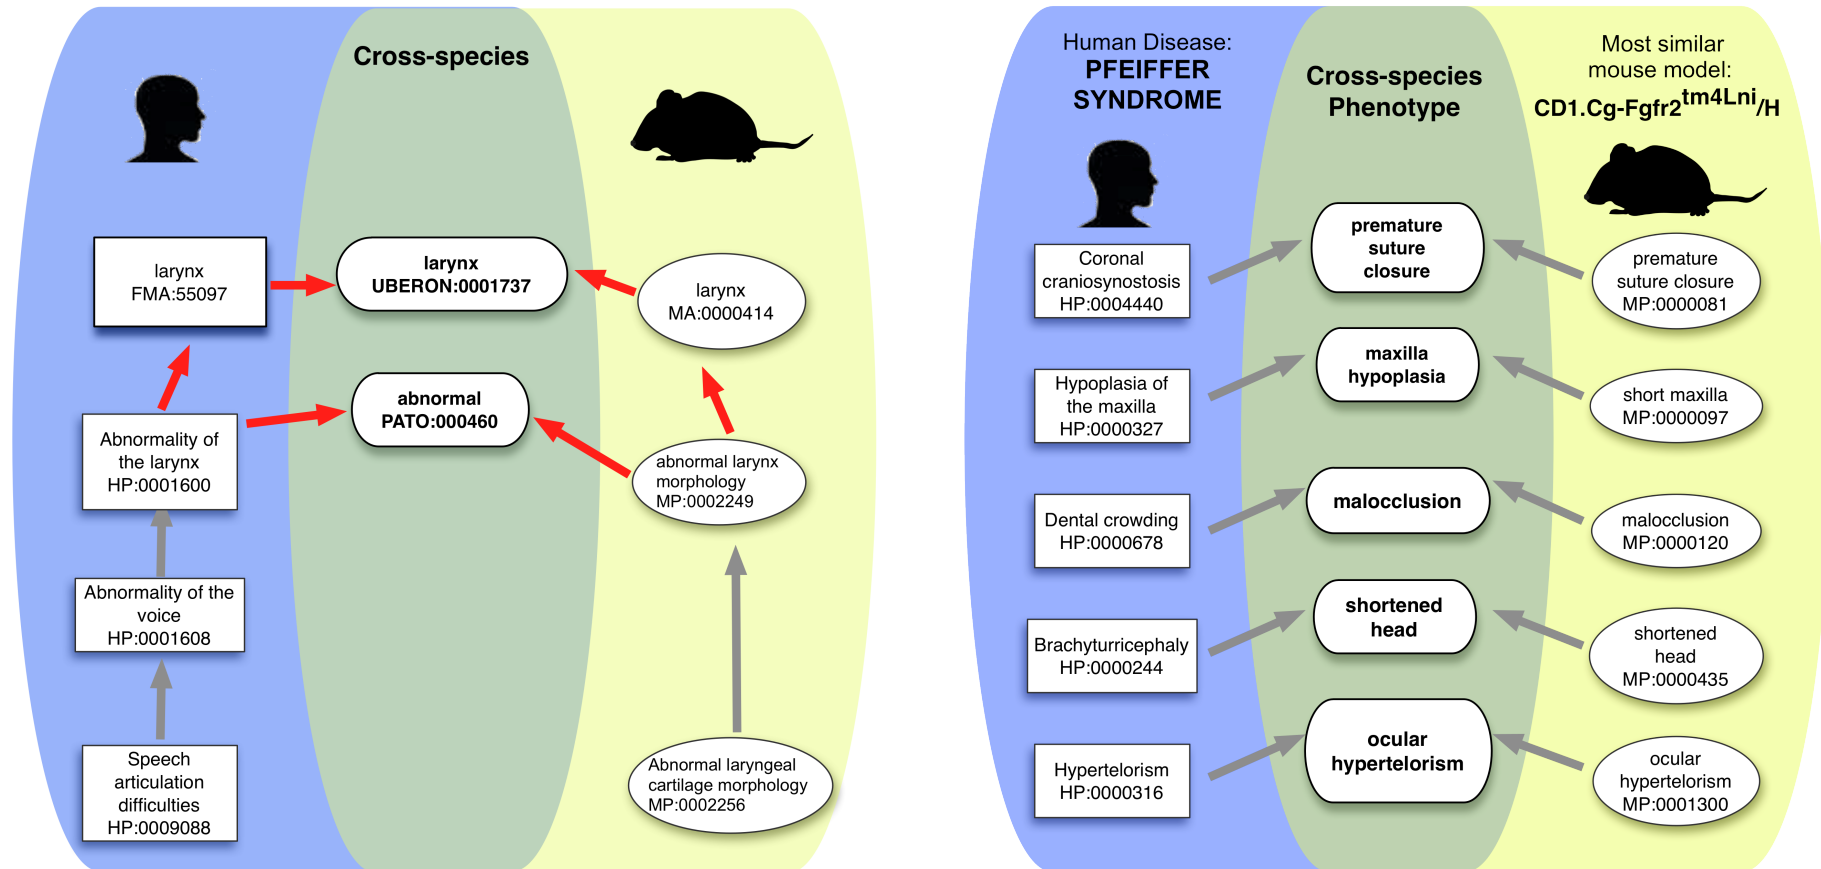 Cross-species
larynx
FMA:55097
larynx
UBERON:0001737
larynx
MA:0000414
abnormal
PATO:000460
Abnormality of
the larynx
HP:0001600
abnormal larynx
morphology
MP:0002249
Abnormality of the
voice
HP:0001608
Speech
articulation
difficulties
HP:0009088
Abnormal laryngeal
cartilage morphology
MP:0002256
Human Disease:
PFEIFFER
SYNDROME
Cross-species
Phenotype
Most similar
mouse model:
CD1.Cg-Fgfr2tm4Lni/H
Coronal
craniosynostosis
HP:0004440
premature
suture
closure
premature
suture closure
MP:0000081
Hypoplasia of
the maxilla
HP:0000327
maxilla
hypoplasia
short maxilla
MP:0000097
Dental crowding
HP:0000678
malocclusion
malocclusion
MP:0000120
Brachyturricephaly
HP:0000244
shortened
head
shortened
head
MP:0000435
Hypertelorism
HP:0000316
ocular
hypertelorism
ocular
hypertelorism
MP:0001300